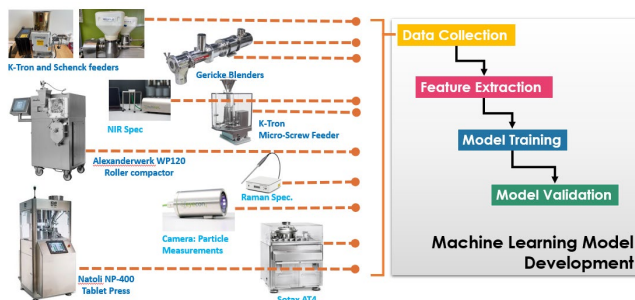 K-Tron and Schenck feeders
Gericke Blenders
NIR Spec
K-Tron
Micro-Screw Feeder
Alexanderwerk WP120
Roller compactor
Raman Spec.
Camera: Particle
Measurements
Natoli NP-400
Tablet Press
Sotax AT4
Data Collection
Feature Extraction
Model Training
Model Validation
Machine Learning Model
Development